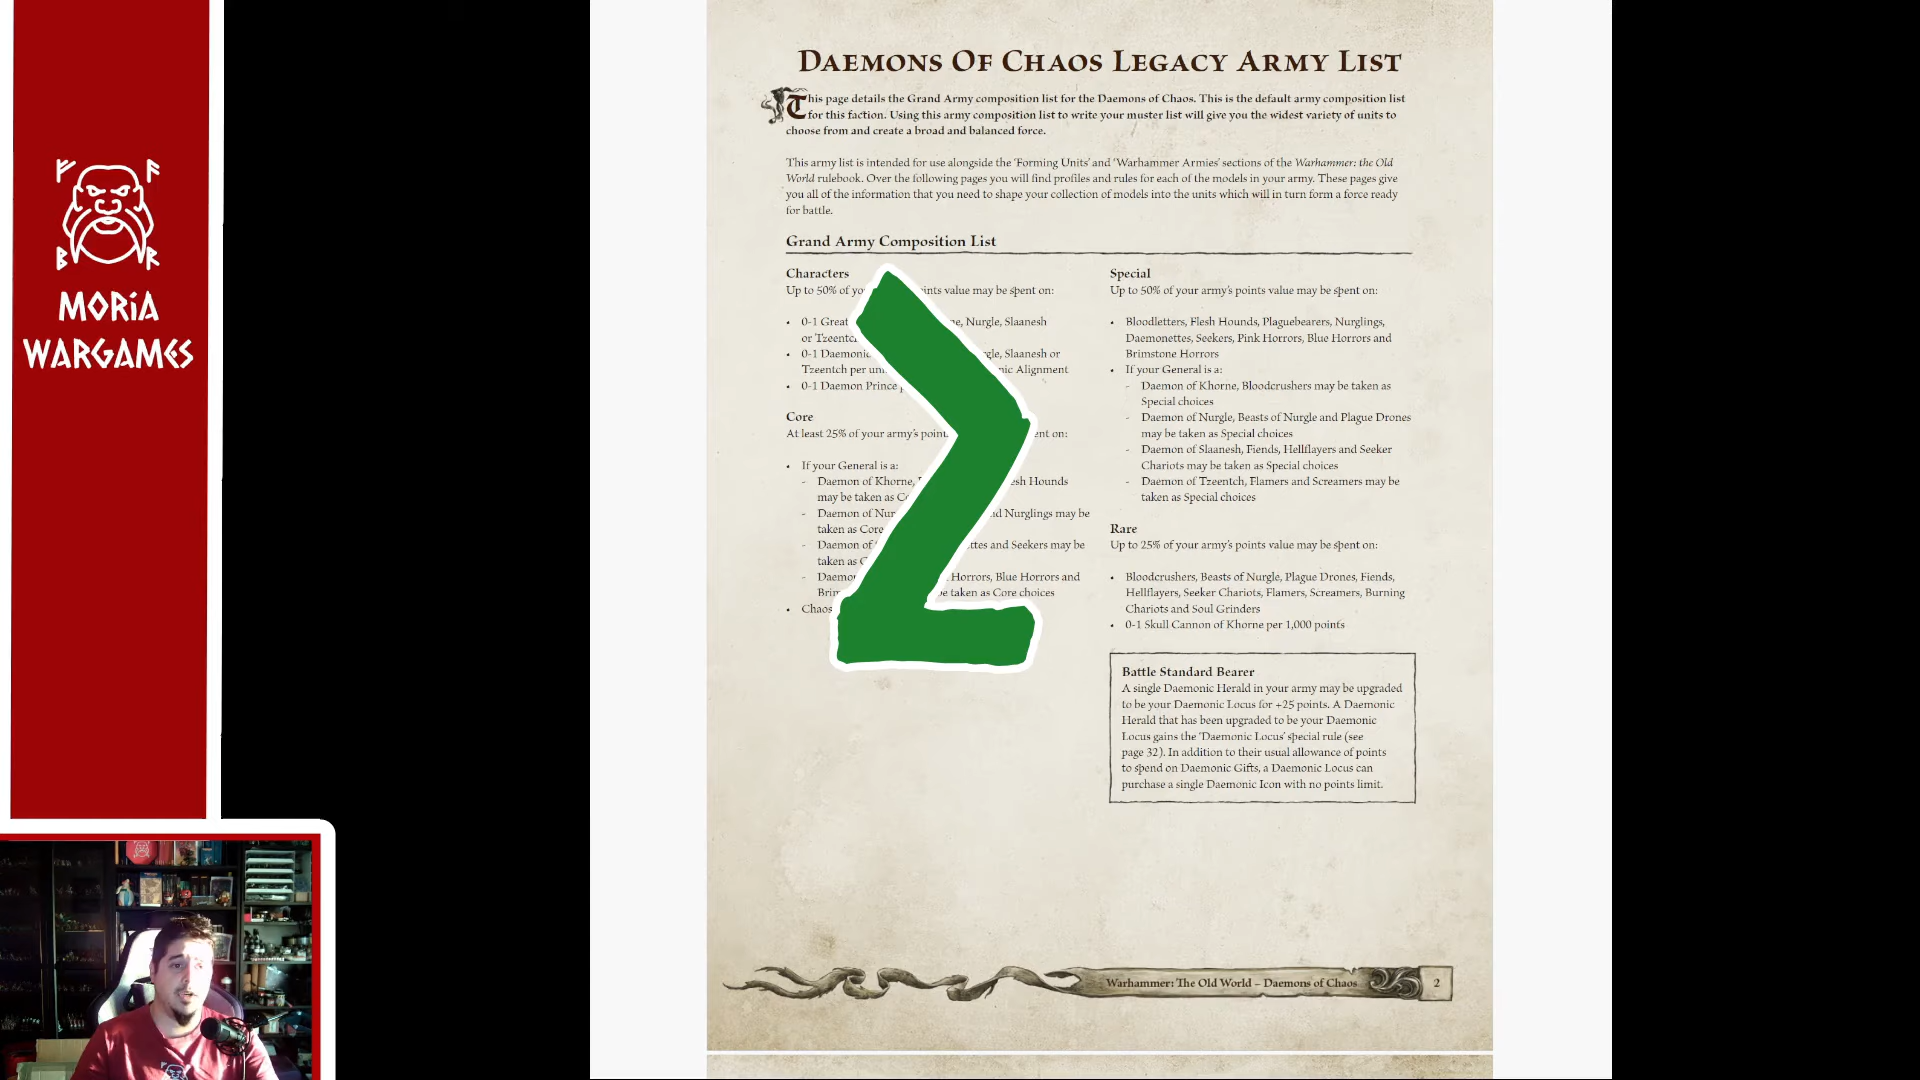 MORIA
WARGAMES
DAEMONS OF CHAOS LEGACY ARMY LIST
This page details the Grand Army composition list for the Daemons of Chaos. This is the default army composition list
for this faction. Using this army composition list to write your muster list will give you the widest variety of units to
choose from and create a broad and balanced force.
This army list is intended for use alongside the 'Forming Units' and 'Warhammer Armies' sections of the Warhammer: the Old
World rulebook. Over the following pages you will find profiles and rules for each of the models in your army. These pages give
you all of the information that you need to shape your collection of models into the units which will in turn form a force ready
for battle.
Grand Army Composition List
Characters
Up to 50% of points value may be spent on:
• 0-1 Great Nurgle, Slaanesh
or
• 0-1 Daemonic Slaanesh or
Tzeentch per Alignment
• 0-1 Daemon Prince
Core
At least 25% of your army's on:
• If your General is a:
- Daemon of Khorne, Hounds
may be taken as
- Daemon of Nurglings may be
taken as Core
- Daemon of and Seekers may be
taken as
- Horrors, Blue Horrors and
taken as Core choices
• Chaos
Special
Up to 50% of your army's points value may be spent on:
• Bloodletters, Flesh Hounds, Plaguebearers, Nurglings,
Daemonettes, Seekers, Pink Horrors, Blue Horrors and
Brimstone Horrors
• If your General is a:
- Daemon of Khorne, Bloodcrushers may be taken as
Special choices
- Daemon of Nurgle, Beasts of Nurgle and Plague Drones
may be taken as Special choices
- Daemon of Slaanesh, Fiends, Hellflayers and Seeker
Chariots may be taken as Special choices
- Daemon of Tzeentch, Flamers and Screamers may be
taken as Special choices
Rare
Up to 25% of your army's points value may be spent on:
• Bloodcrushers, Beasts of Nurgle, Plague Drones, Fiends,
Hellflayers, Seeker Chariots, Flamers, Screamers, Burning
Chariots and Soul Grinders
• 0-1 Skull Cannon of Khorne per 1,000 points
Battle Standard Bearer
A single Daemonic Herald in your army may be upgraded
to be your Daemonic Locus for +25 points. A Daemonic
Herald that has been upgraded to be your Daemonic
Locus gains the 'Daemonic Locus' special rule (see
page 32). In addition to their usual allowance of points
to spend on Daemonic Gifts, a Daemonic Locus can
purchase a single Daemonic Icon with no points limit.
Warhammer: The Old World – Daemons of Chaos
2